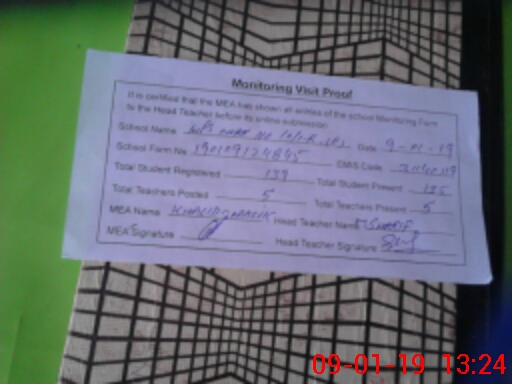 Monitoring Visit Proof
It is certified that the MEA has shown all entries of the school Monitoring Form
to the Head Teacher before its online submission
School Name Date 9-01-19
School Form No 190109124845 EMIS Code
Total Student Registered 139 Total Student Present 125
Total Teachers Posted 5 Total Teachers Present 5
MEA Name Head Teacher Name SHARIF
MEA Signature Head Teacher Signature
09-01-19 13:24